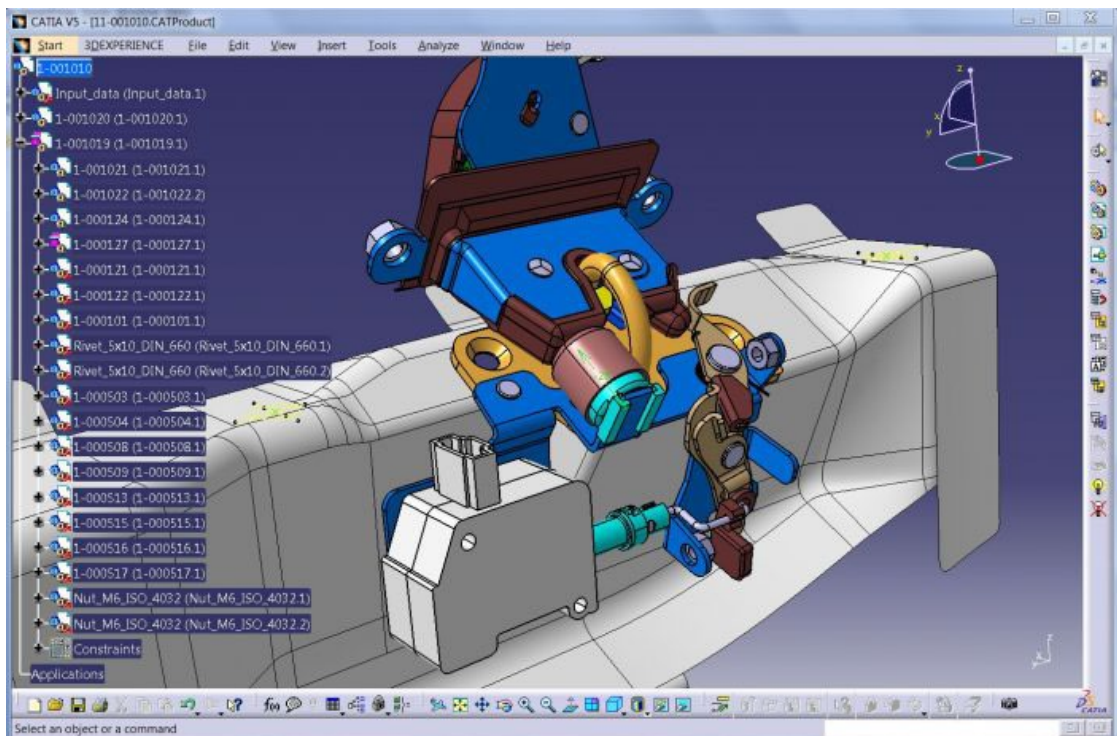 CATIA V5 - [11-001010.CATProduct]
Start 3DEXPERIENCE File Edit View Insert Tools Analyze Window Help
1-001010
Input_data (Input_data.1)
1-001020 (1-001020.1)
1-001019 (1-001019.1)
1-001021 (1-001021.1)
1-001022 (1-001022.2)
1-000124 (1-000124.1)
1-000127 (1-000127.1)
1-000121 (1-000121.1)
1-000122 (1-000122.1)
1-000101 (1-000101.1)
Rivet_5x10_DIN_660 (Rivet_5x10_DIN_660.1)
Rivet_5x10_DIN_660 (Rivet_5x10_DIN_660.2)
1-000503 (1-000503.1)
1-000504 (1-000504.1)
1-000508 (1-000508.1)
1-000509 (1-000509.1)
1-000513 (1-000513.1)
1-000515 (1-000515.1)
1-000516 (1-000516.1)
1-000517 (1-000517.1)
Nut_M6_ISO_4032 (Nut_M6_ISO_4032.1)
Nut_M6_ISO_4032 (Nut_M6_ISO_4032.2)
Constraints
Applications
z
x
y
z
x
CATIA
Select an object or a command